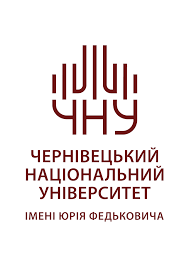 ЧНУ
ЧЕРНІВЕЦЬКИЙ
НАЦІОНАЛЬНИЙ
УНІВЕРСИТЕТ
ІМЕНІ ЮРІЯ ФЕДЬКОВИЧА